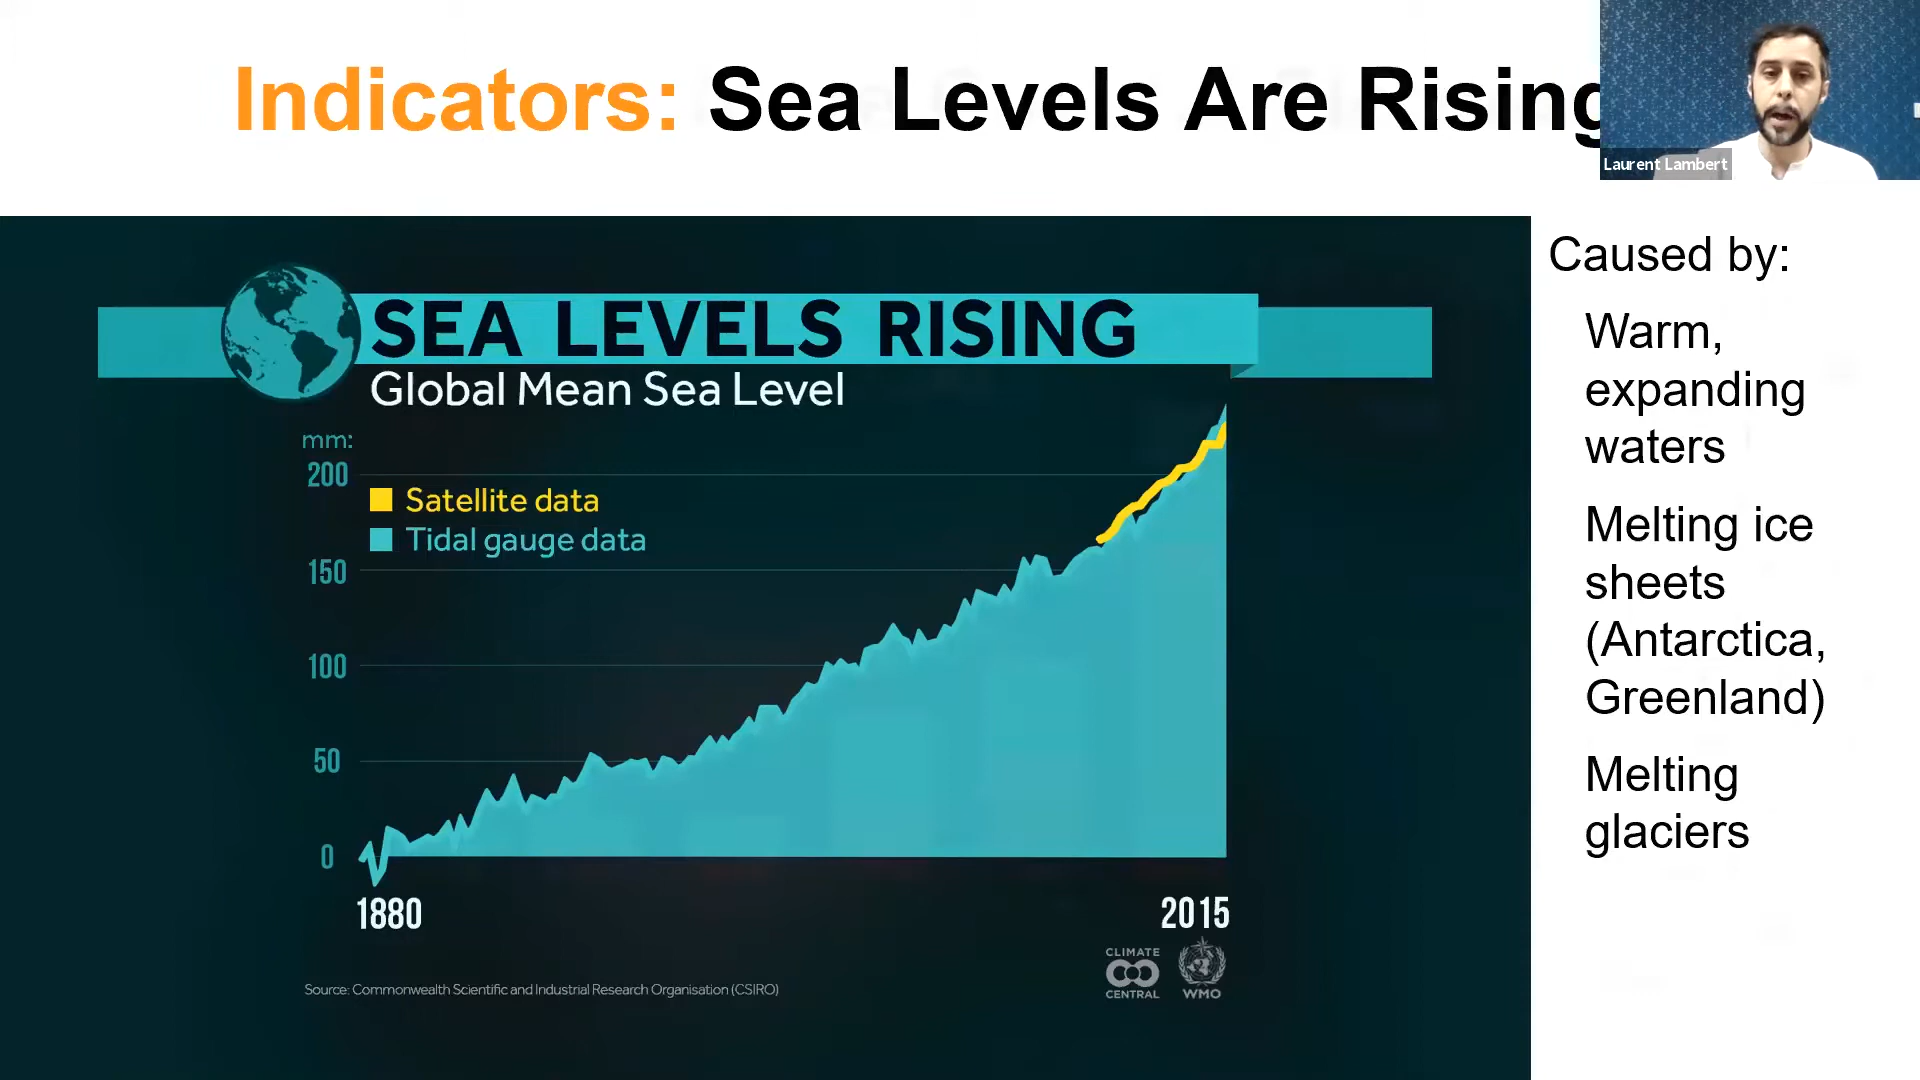 Indicators: Sea Levels Are Rising
Laurent Lambert
SEA LEVELS RISING
Global Mean Sea Level
mm:
200
Satellite data
Tidal gauge data
150
100
50
0
1880
2015
CLIMATE
CENTRAL
WMO
Source: Commonwealth Scientific and Industrial Research Organisation (CSIRO)
Caused by:
Warm,
expanding
waters
Melting ice
sheets
(Antarctica,
Greenland)
Melting
glaciers